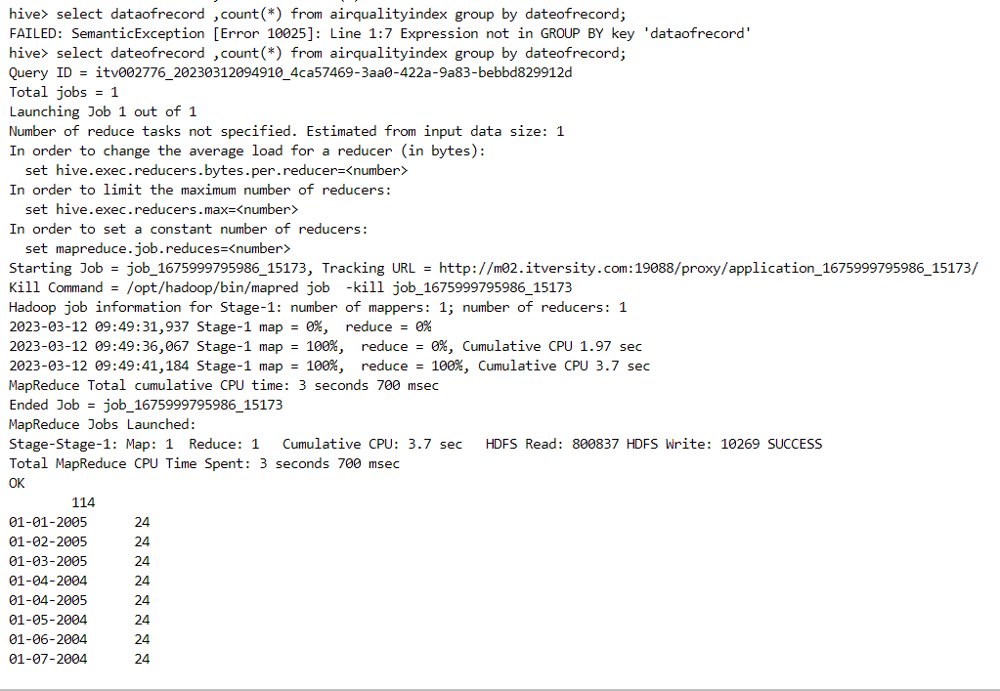 hive> select dataofrecord ,count(*) from airqualityindex group by dateofrecord;
FAILED: SemanticException [Error 10025]: Line 1:7 Expression not in GROUP BY key 'dataofrecord'
hive> select dateofrecord ,count(*) from airqualityindex group by dateofrecord;
Query ID = itv002776_20230312094910_4ca57469-3aa0-422a-9a83-bebbd829912d
Total jobs = 1
Launching Job 1 out of 1
Number of reduce tasks not specified. Estimated from input data size: 1
In order to change the average load for a reducer (in bytes):
  set hive.exec.reducers.bytes.per.reducer=<number>
In order to limit the maximum number of reducers:
  set hive.exec.reducers.max=<number>
In order to set a constant number of reducers:
  set mapreduce.job.reduces=<number>
Starting Job = job_1675999795986_15173, Tracking URL = http://m02.itversity.com:19088/proxy/application_1675999795986_15173/
Kill Command = /opt/hadoop/bin/mapred job  -kill job_1675999795986_15173
Hadoop job information for Stage-1: number of mappers: 1; number of reducers: 1
2023-03-12 09:49:31,937 Stage-1 map = 0%,  reduce = 0%
2023-03-12 09:49:36,067 Stage-1 map = 100%,  reduce = 0%, Cumulative CPU 1.97 sec
2023-03-12 09:49:41,184 Stage-1 map = 100%,  reduce = 100%, Cumulative CPU 3.7 sec
MapReduce Total cumulative CPU time: 3 seconds 700 msec
Ended Job = job_1675999795986_15173
MapReduce Jobs Launched:
Stage-Stage-1: Map: 1  Reduce: 1   Cumulative CPU: 3.7 sec   HDFS Read: 800837 HDFS Write: 10269 SUCCESS
Total MapReduce CPU Time Spent: 3 seconds 700 msec
OK
        114
01-01-2005      24
01-02-2005      24
01-03-2005      24
01-04-2004      24
01-04-2005      24
01-05-2004      24
01-06-2004      24
01-07-2004      24